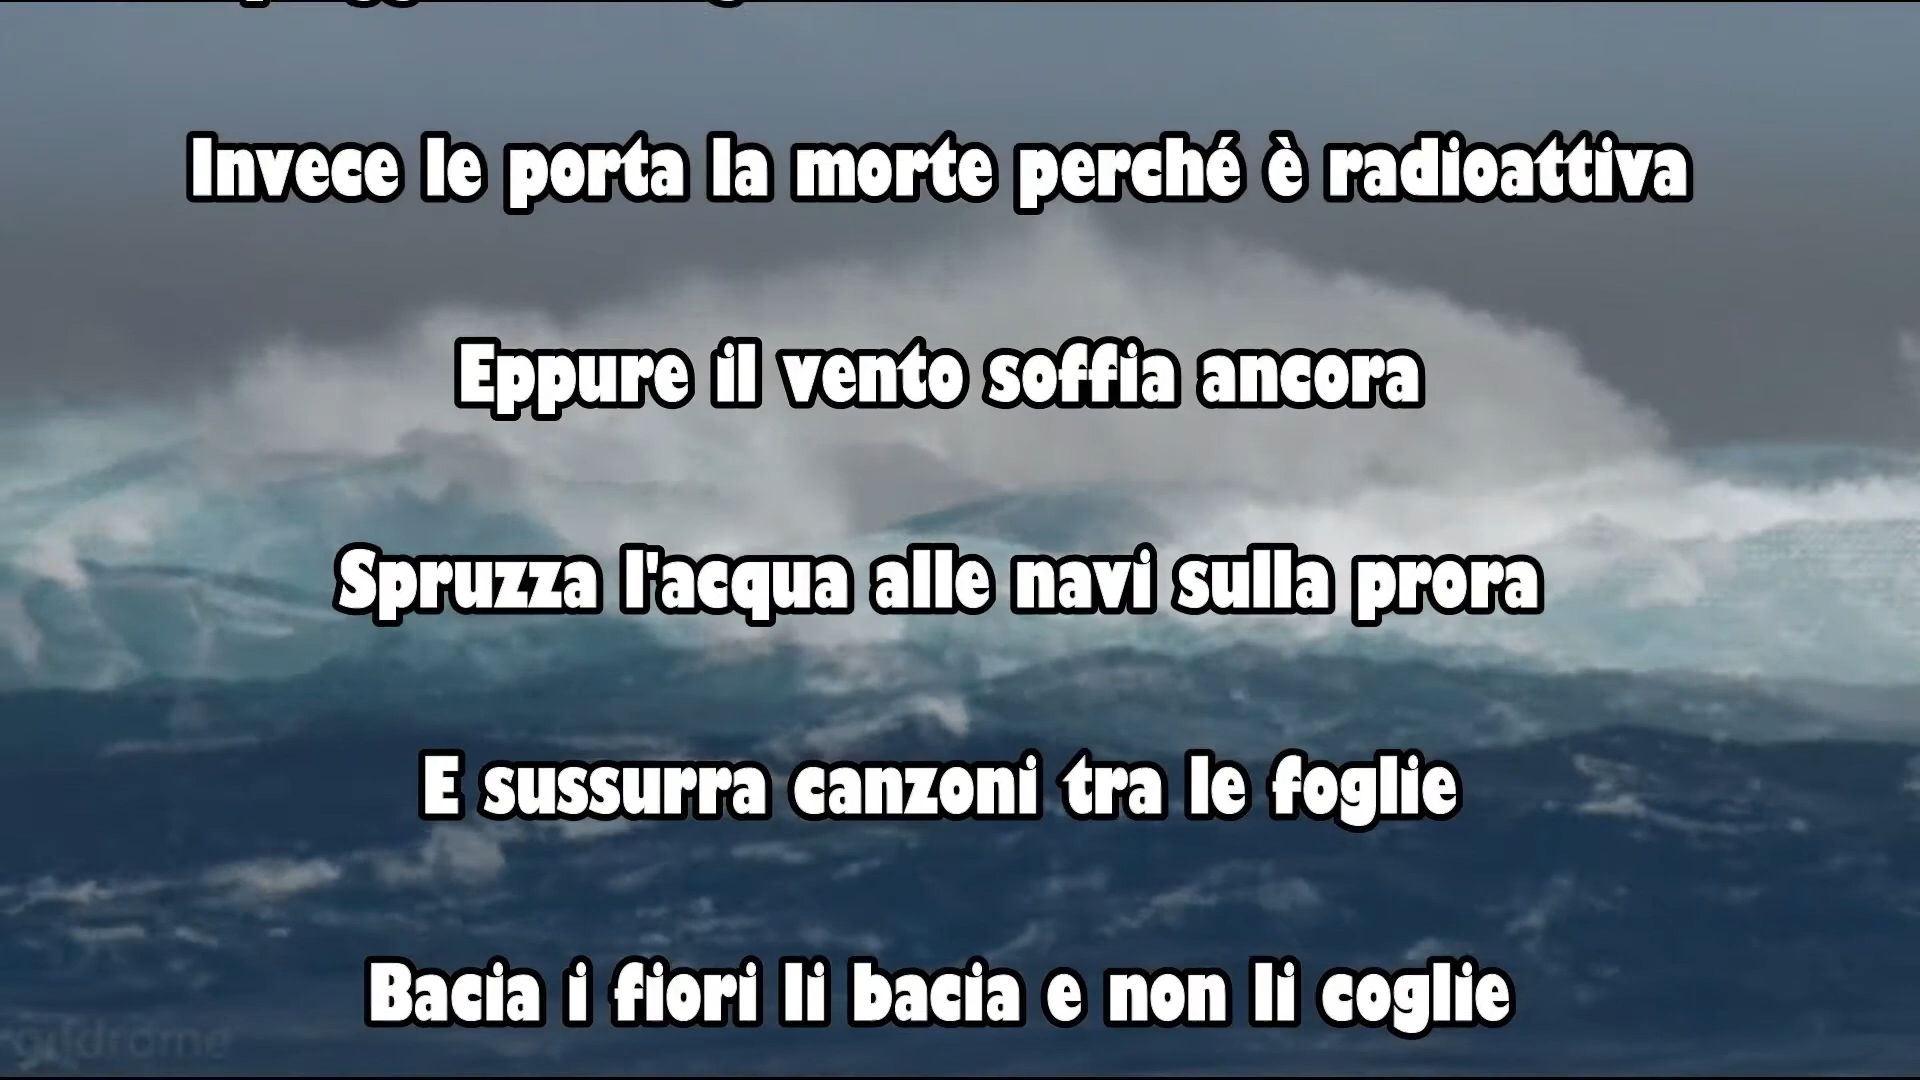 Invece le porta la morte perché è radioattiva
Eppure il vento soffia ancora
Spruzza l'acqua alle navi sulla prora
E sussurra canzoni tra le foglie
Bacia i fiori li bacia e non li coglie